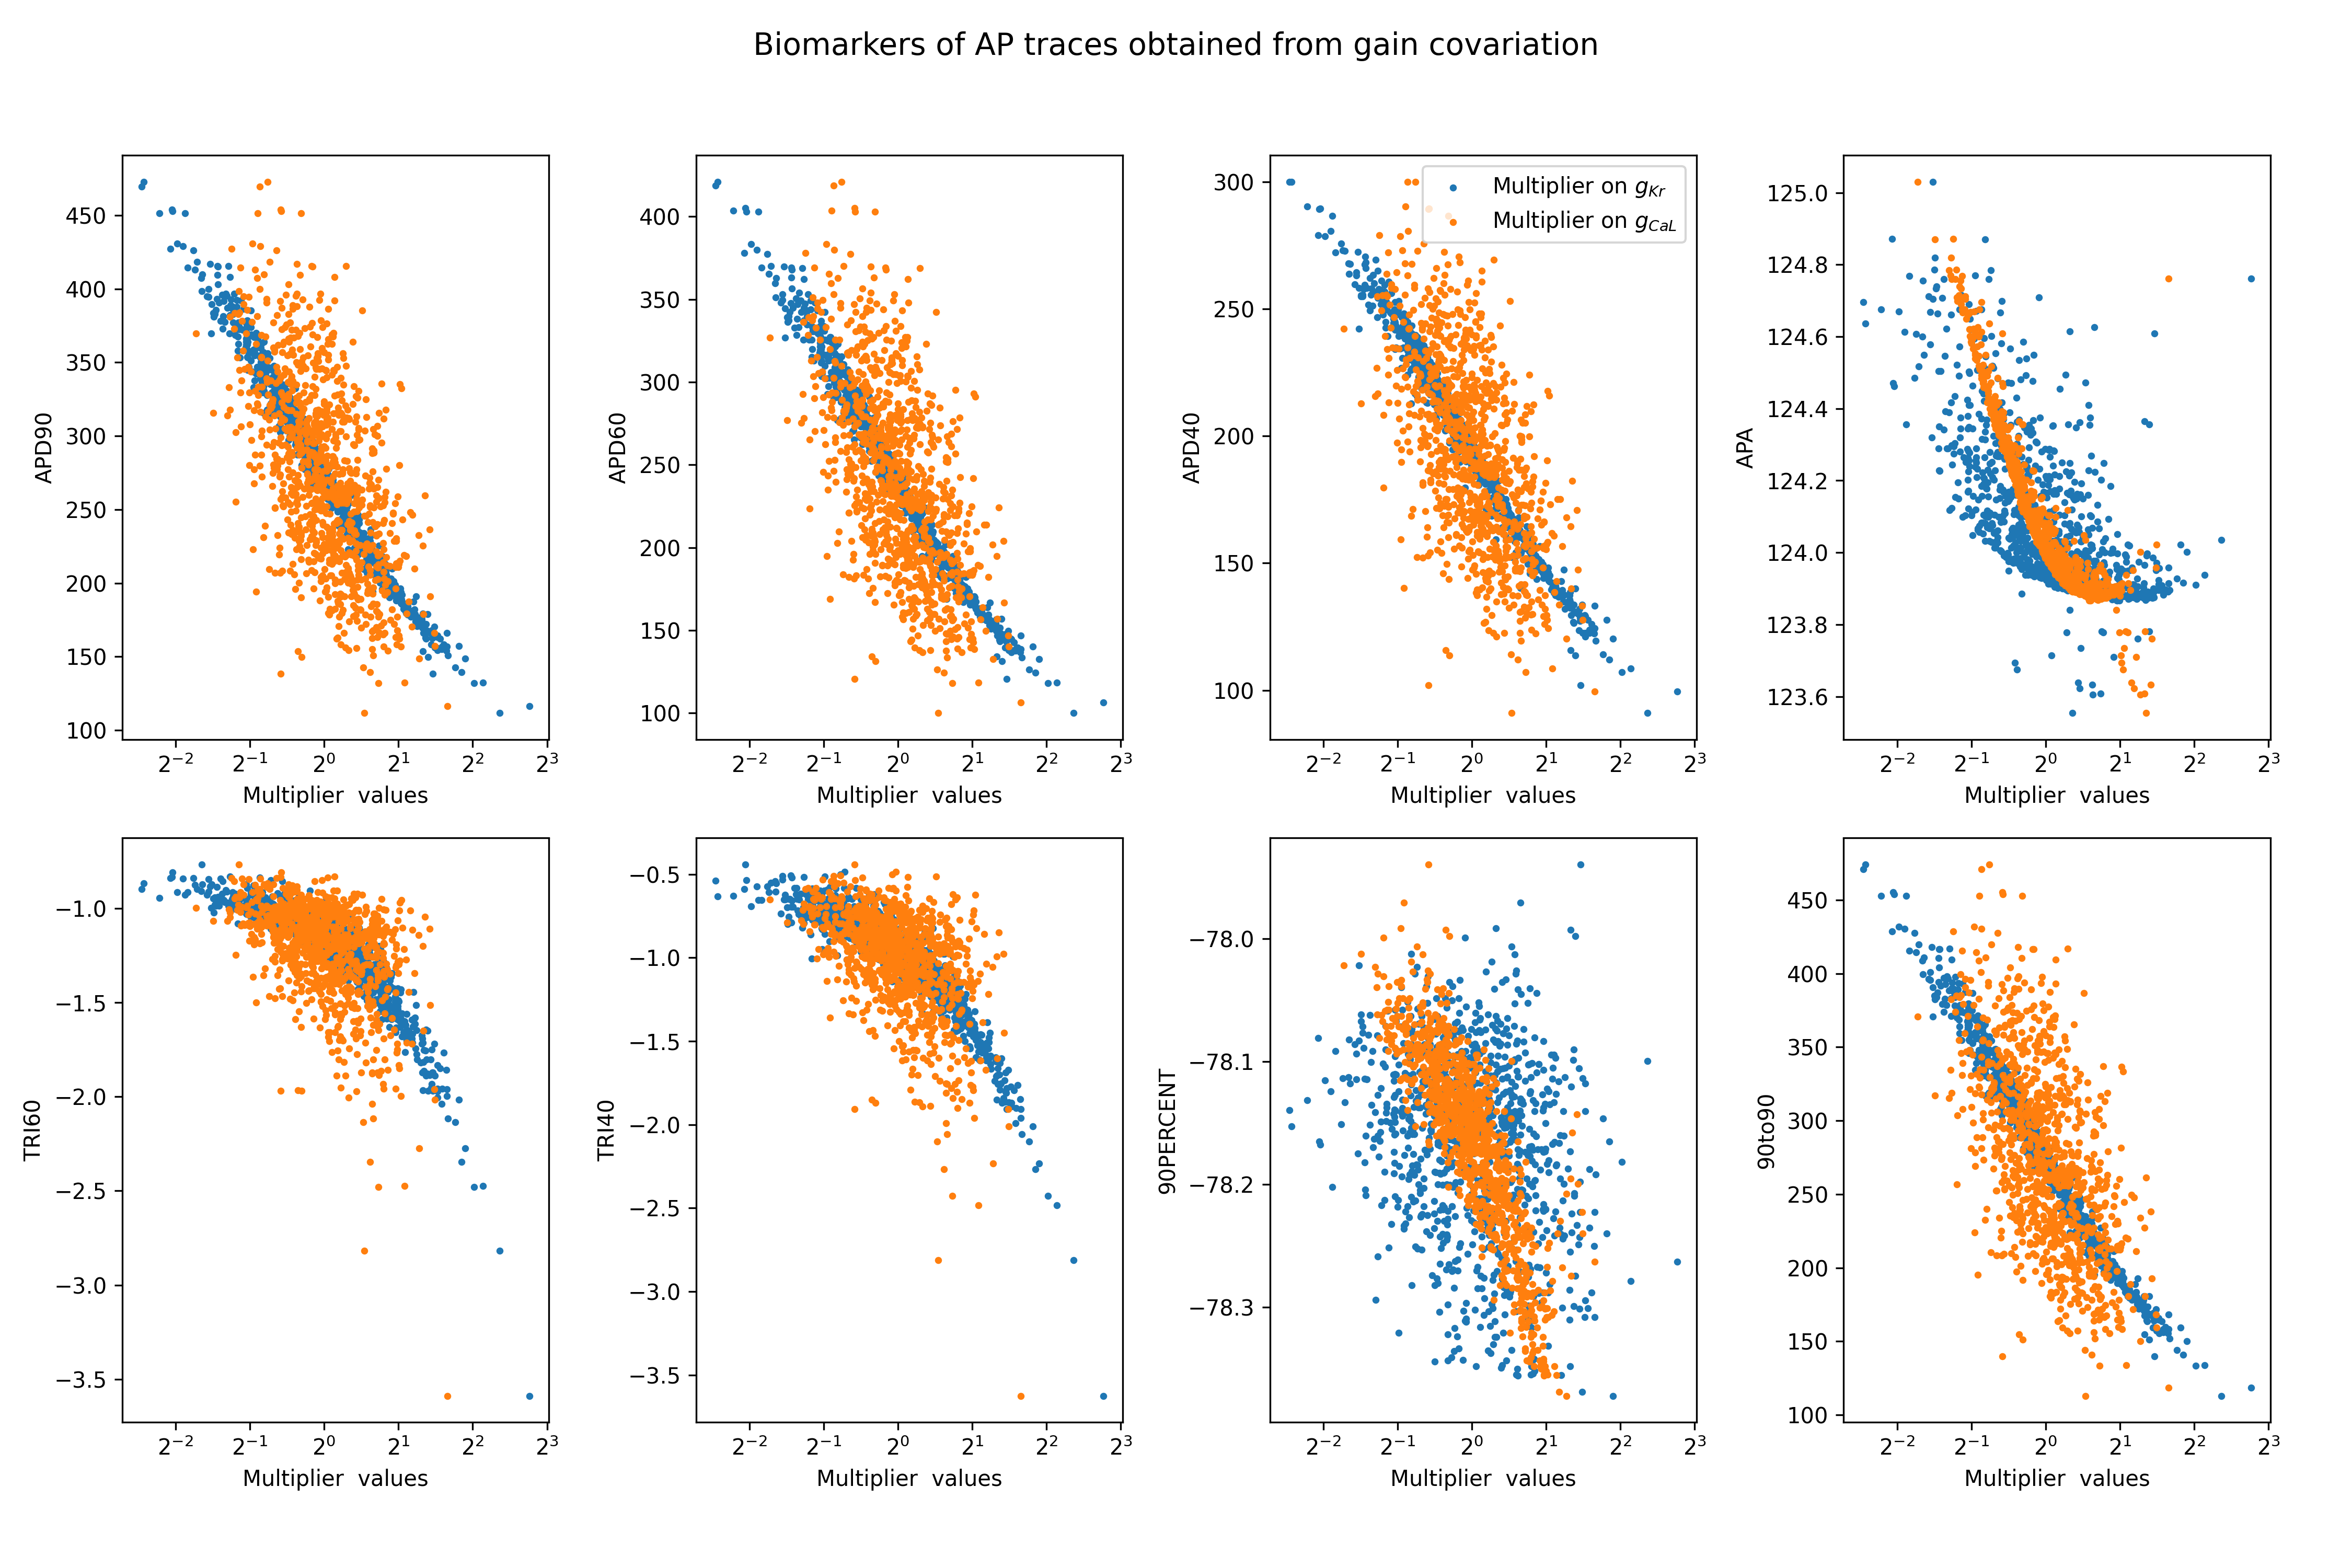 Biomarkers of AP traces obtained from gain covariation
APD90
450
400
350
300
250
200
150
100
2⁻² 2⁻¹ 2⁰ 2¹ 2² 2³
Multiplier values
APD60
400
350
300
250
200
150
100
2⁻² 2⁻¹ 2⁰ 2¹ 2² 2³
Multiplier values
APD40
300
250
200
150
100
Multiplier on g_Kr
Multiplier on g_CaL
2⁻² 2⁻¹ 2⁰ 2¹ 2² 2³
Multiplier values
APA
125.0
124.8
124.6
124.4
124.2
124.0
123.8
123.6
2⁻² 2⁻¹ 2⁰ 2¹ 2² 2³
Multiplier values
TRI60
−1.0
−1.5
−2.0
−2.5
−3.0
−3.5
2⁻² 2⁻¹ 2⁰ 2¹ 2² 2³
Multiplier values
TRI40
−0.5
−1.0
−1.5
−2.0
−2.5
−3.0
−3.5
2⁻² 2⁻¹ 2⁰ 2¹ 2² 2³
Multiplier values
90PERCENT
−78.0
−78.1
−78.2
−78.3
2⁻² 2⁻¹ 2⁰ 2¹ 2² 2³
Multiplier values
90to90
450
400
350
300
250
200
150
100
2⁻² 2⁻¹ 2⁰ 2¹ 2² 2³
Multiplier values